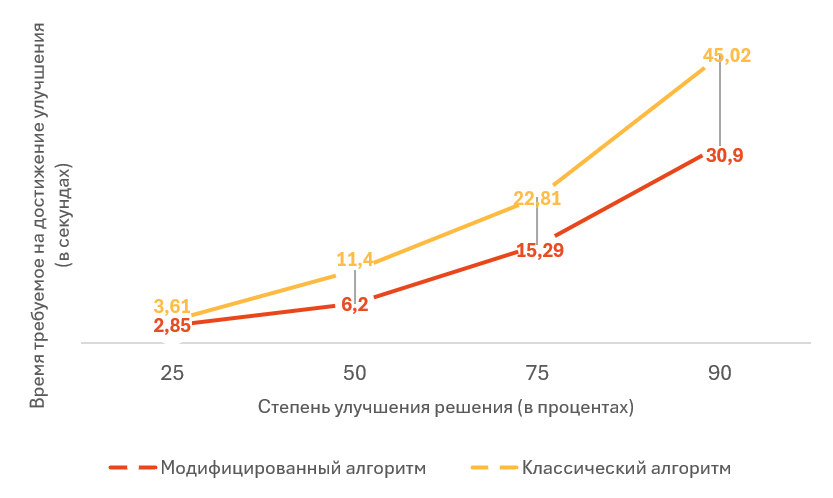 Время требуемое на достижение улучшения
(в секундах)
45,02
30,9
22,81
15,29
11,4
6,2
3,61
2,85
25 50 75 90
Степень улучшения решения (в процентах)
Модифицированный алгоритм Классический алгоритм